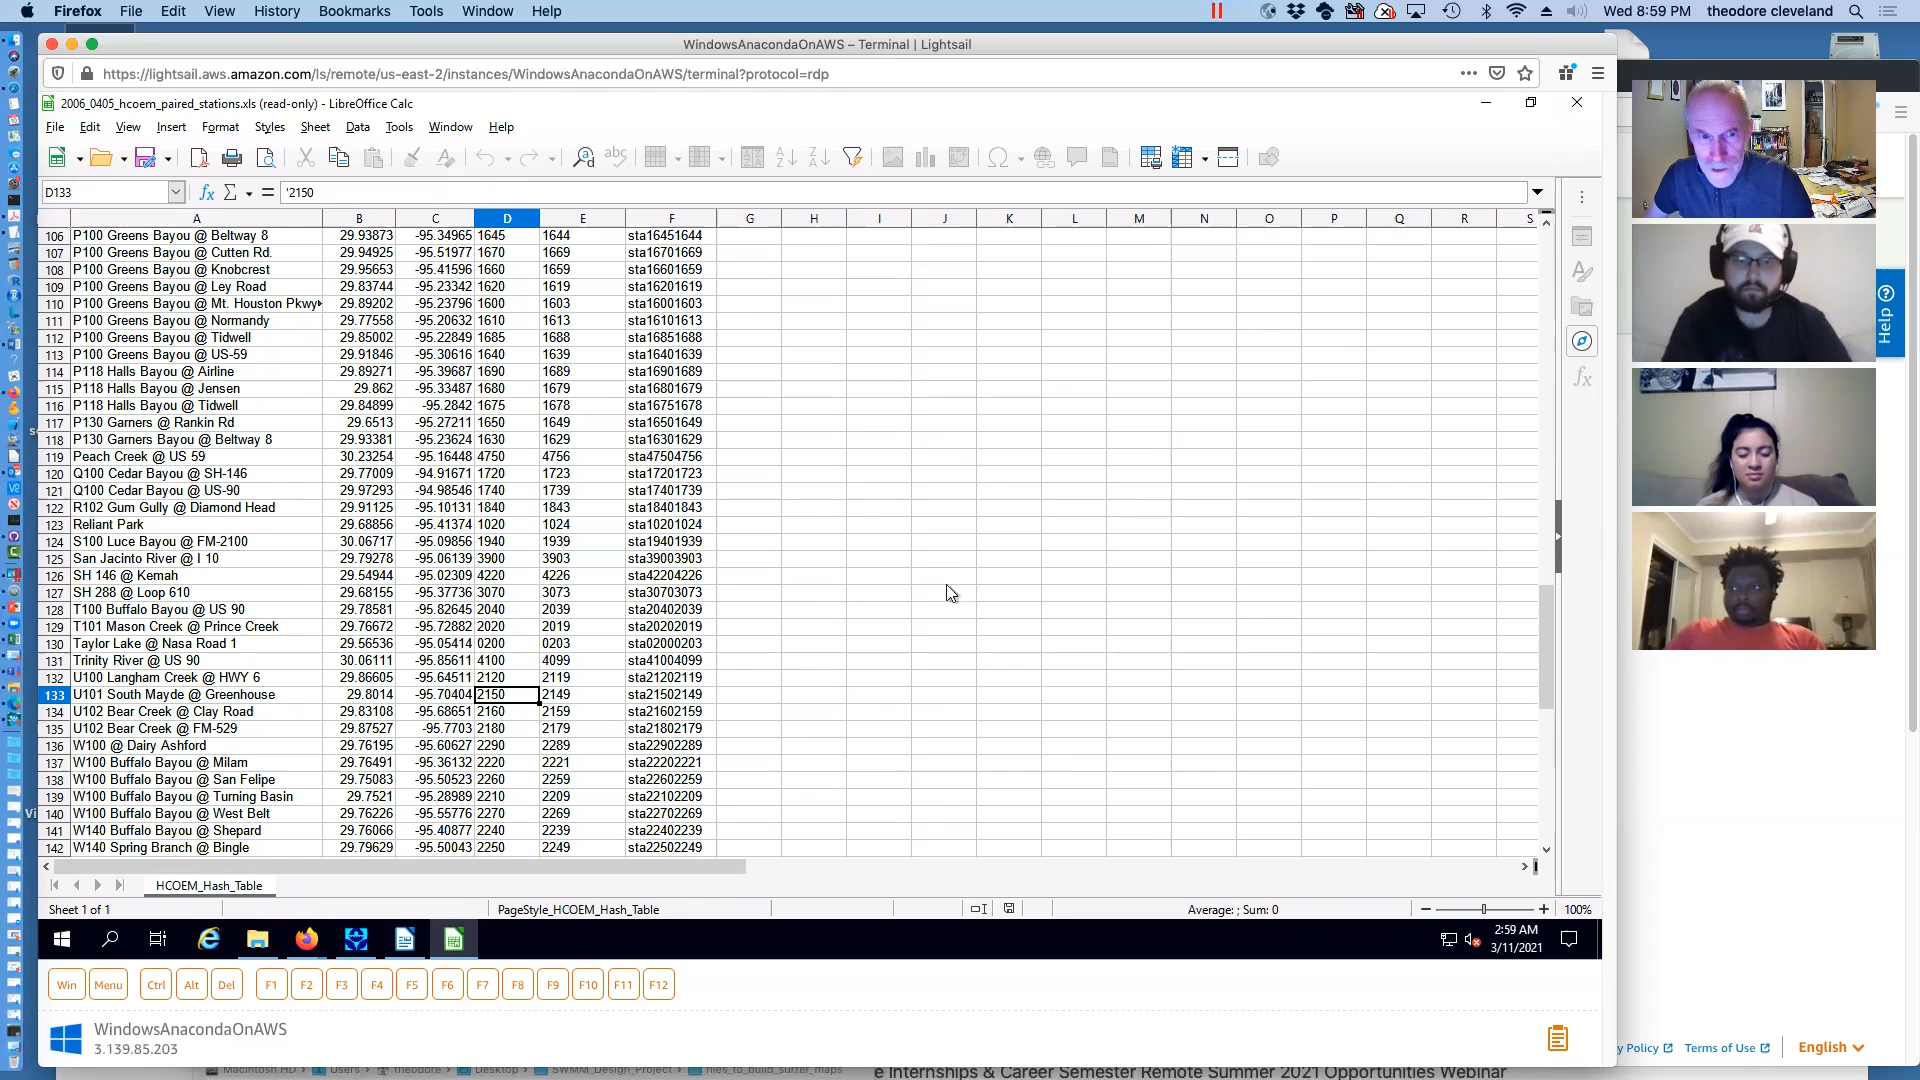 Firefox File Edit View History Bookmarks Tools Window Help
Wed 8:59 PM theodore cleveland
WindowsAnacondaOnAWS – Terminal | Lightsail
https://lightsail.aws.amazon.com/ls/remote/us-east-2/instances/WindowsAnacondaOnAWS/terminal?protocol=rdp
2006_0405_hcoem_paired_stations.xls (read-only) - LibreOffice Calc
File Edit View Insert Format Styles Sheet Data Tools Window Help
D133 '2150
A B C D E F G H I J K L M N O P Q R S
106 P100 Greens Bayou @ Beltway 8 29.93873 -95.34965 1645 1644 sta16451644
107 P100 Greens Bayou @ Cutten Rd. 29.94925 -95.51977 1670 1669 sta16701669
108 P100 Greens Bayou @ Knobcrest 29.95653 -95.41596 1660 1659 sta16601659
109 P100 Greens Bayou @ Ley Road 29.83744 -95.23342 1620 1619 sta16201619
110 P100 Greens Bayou @ Mt. Houston Pkwy 29.89202 -95.23796 1600 1603 sta16001603
111 P100 Greens Bayou @ Normandy 29.77558 -95.20632 1610 1613 sta16101613
112 P100 Greens Bayou @ Tidwell 29.85002 -95.22849 1685 1688 sta16851688
113 P100 Greens Bayou @ US-59 29.91846 -95.30616 1640 1639 sta16401639
114 P118 Halls Bayou @ Airline 29.89271 -95.39687 1690 1689 sta16901689
115 P118 Halls Bayou @ Jensen 29.862 -95.33487 1680 1679 sta16801679
116 P118 Halls Bayou @ Tidwell 29.84899 -95.2842 1675 1678 sta16751678
117 P130 Garners @ Rankin Rd 29.6513 -95.27211 1650 1649 sta16501649
118 P130 Garners Bayou @ Beltway 8 29.93381 -95.23624 1630 1629 sta16301629
119 Peach Creek @ US 59 30.23254 -95.16448 4750 4756 sta47504756
120 Q100 Cedar Bayou @ SH-146 29.77009 -94.91671 1720 1723 sta17201723
121 Q100 Cedar Bayou @ US-90 29.97293 -94.98546 1740 1739 sta17401739
122 R102 Gum Gully @ Diamond Head 29.91125 -95.10131 1840 1843 sta18401843
123 Reliant Park 29.68856 -95.41374 1020 1024 sta10201024
124 S100 Luce Bayou @ FM-2100 30.06717 -95.09856 1940 1939 sta19401939
125 San Jacinto River @ I 10 29.79278 -95.06139 3900 3903 sta39003903
126 SH 146 @ Kemah 29.54944 -95.02309 4220 4226 sta42204226
127 SH 288 @ Loop 610 29.68155 -95.37736 3070 3073 sta30703073
128 T100 Buffalo Bayou @ US 90 29.78581 -95.82645 2040 2039 sta20402039
129 T101 Mason Creek @ Prince Creek 29.76672 -95.72882 2020 2019 sta20202019
130 Taylor Lake @ Nasa Road 1 29.56536 -95.05414 0200 0203 sta02000203
131 Trinity River @ US 90 30.06111 -95.85611 4100 4099 sta41004099
132 U100 Langham Creek @ HWY 6 29.86605 -95.64511 2120 2119 sta21202119
133 U101 South Mayde @ Greenhouse 29.8014 -95.70404 2150 2149 sta21502149
134 U102 Bear Creek @ Clay Road 29.83108 -95.68651 2160 2159 sta21602159
135 U102 Bear Creek @ FM-529 29.87527 -95.7703 2180 2179 sta21802179
136 W100 @ Dairy Ashford 29.76195 -95.60627 2290 2289 sta22902289
137 W100 Buffalo Bayou @ Milam 29.76491 -95.36132 2220 2221 sta22202221
138 W100 Buffalo Bayou @ San Felipe 29.75083 -95.50523 2260 2259 sta22602259
139 W100 Buffalo Bayou @ Turning Basin 29.7521 -95.28989 2210 2209 sta22102209
140 W100 Buffalo Bayou @ West Belt 29.76226 -95.55776 2270 2269 sta22702269
141 W140 Buffalo Bayou @ Shepard 29.76066 -95.40877 2240 2239 sta22402239
142 W140 Spring Branch @ Bingle 29.79629 -95.50043 2250 2249 sta22502249
HCOEM_Hash_Table
Sheet 1 of 1 PageStyle_HCOEM_Hash_Table Average: ; Sum: 0 100%
2:59 AM
3/11/2021
Win Menu Ctrl Alt Del F1 F2 F3 F4 F5 F6 F7 F8 F9 F10 F11 F12
WindowsAnacondaOnAWS
3.139.85.203
Help
y Policy Terms of Use English
Macintosh HD Users theodore Desktop SWMM_Design_Project files_to_build_surfer_maps
e Internships & Career Semester Remote Summer 2021 Opportunities Webinar